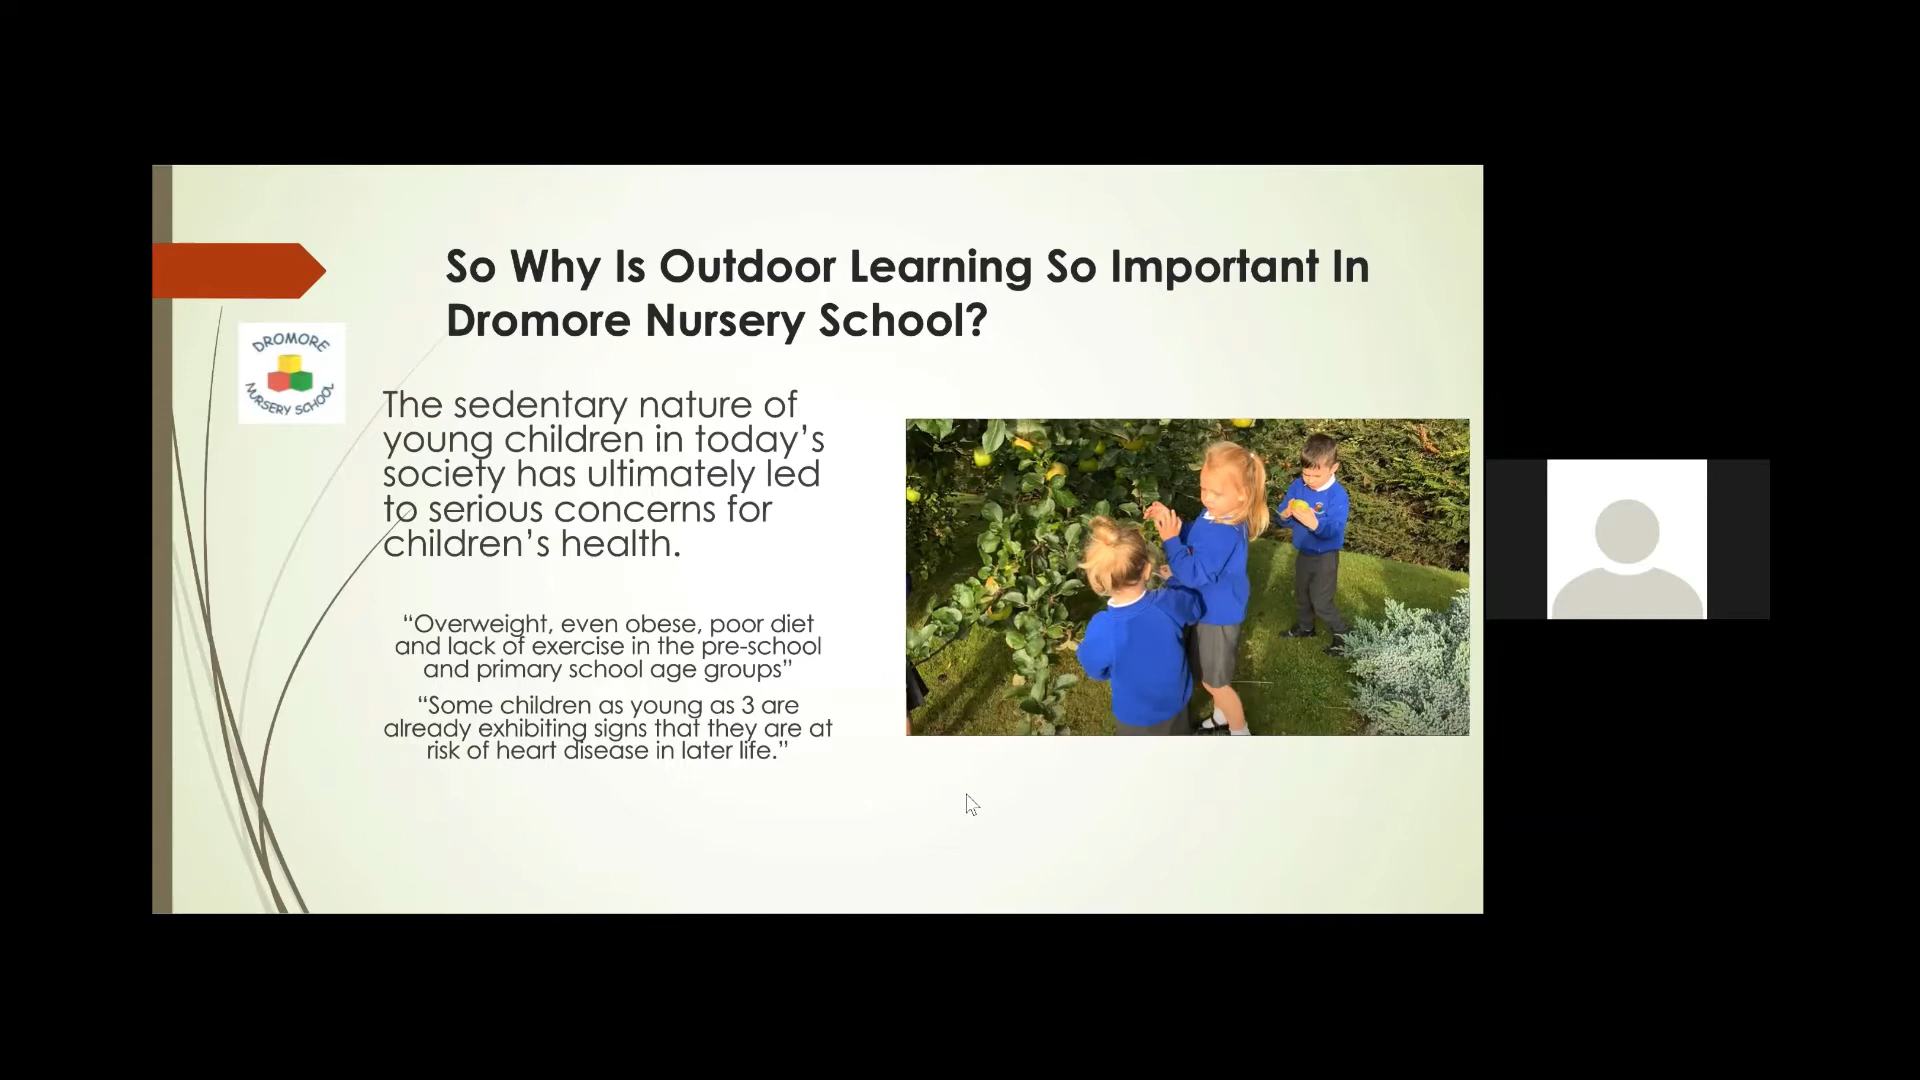 So Why Is Outdoor Learning So Important In
Dromore Nursery School?
DROMORE
NURSERY SCHOOL
The sedentary nature of
young children in today’s
society has ultimately led
to serious concerns for
children’s health.
“Overweight, even obese, poor diet
and lack of exercise in the pre-school
and primary school age groups”
“Some children as young as 3 are
already exhibiting signs that they are at
risk of heart disease in later life.”